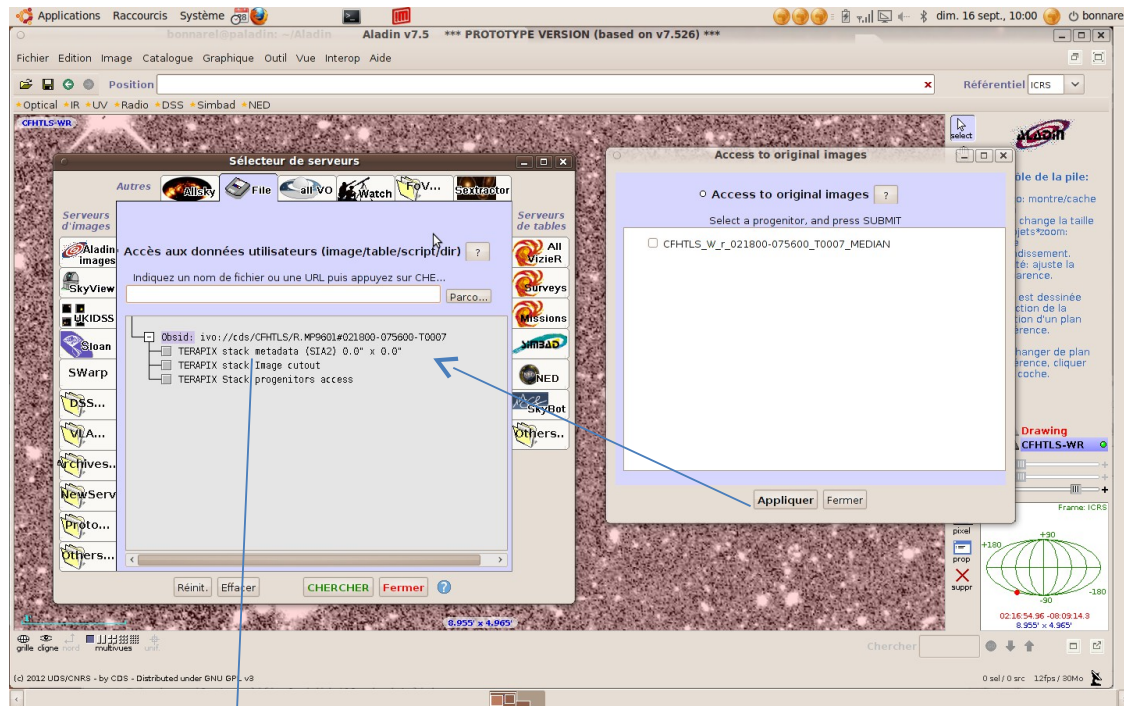 Applications Raccourcis Système
dim. 16 sept., 10:00 bonnare
bonnarel@paladin: ~/Aladin Aladin v7.5 *** PROTOTYPE VERSION (based on v7.526) ***
Fichier Edition Image Catalogue Graphique Outil Vue Interop Aide
Position
Référentiel ICRS
Optical IR UV Radio DSS Simbad NED
CFHTLS-WR
select
Aladin
Sélecteur de serveurs
Autres Allsky File all VO Watch FoV... Sextractor
Serveurs d'images
Serveurs de tables
Aladin images
SkyView
UKIDSS
Sloan
SWarp
DSS...
VLA...
Archives..
NewServ
Proto...
Others...
Accès aux données utilisateurs (image/table/script/dir) ?
Indiquez un nom de fichier ou une URL puis appuyez sur CHE...
Parco...
Obsid: ivo://cds/CFHTLS/R.MP9601#021800-075600-T0007
TERAPIX stack metadata (SIA2) 0.0" x 0.0"
TERAPIX stack Image cutout
TERAPIX Stack progenitors access
All VizieR
Surveys
Missions
SIMBAD
NED
SkyBot
Others..
Réinit. Effacer CHERCHER Fermer ?
Access to original images
Access to original images ?
Select a progenitor, and press SUBMIT
CFHTLS_W_r_021800-075600_T0007_MEDIAN
Appliquer Fermer
ôle de la pile:
o: montre/cache
change la taille
jets*zoom:
e
ndissement.
té: ajuste la
arence.
est dessinée
ction de la
tion d'un plan
érence.
hanger de plan
érence, cliquer
coche.
Drawing
CFHTLS-WR
pixel
prop
suppr
Frame: ICRS
+90
+180
-180
-90
02:16:54.96 -08:09:14.3
8.955' x 4.965'
8.955' x 4.965'
grille cligne nord multivues unif.
Chercher
(c) 2012 UDS/CNRS - by CDS - Distributed under GNU GPL v3
0 sel / 0 src 12fps / 30Mo